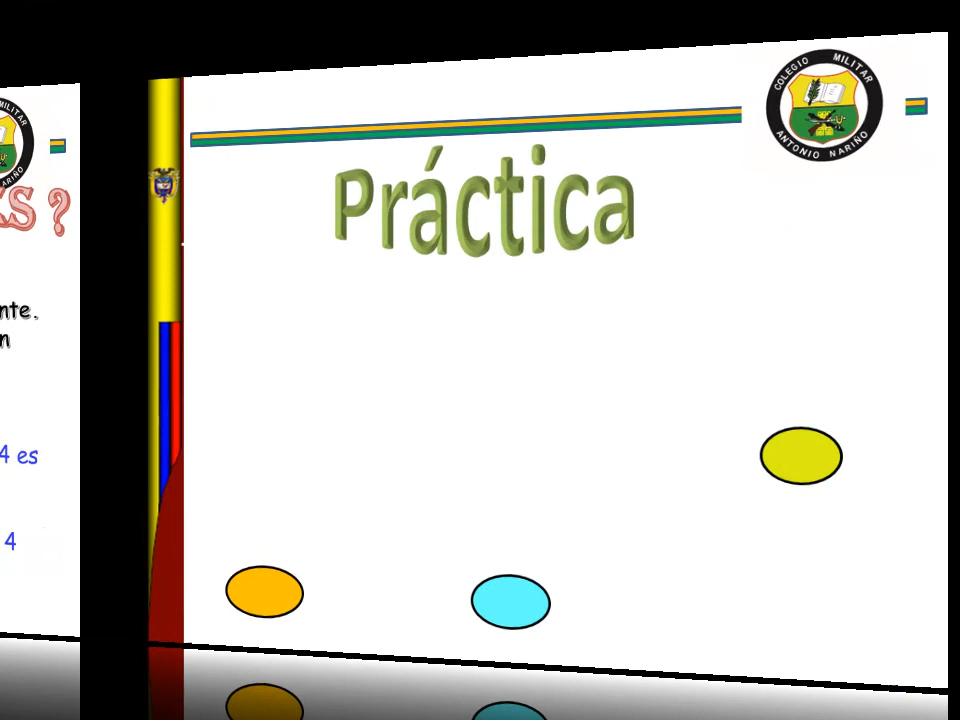 COLEGIO MILITAR
ANTONIO NARIÑO
Práctica
?
nte.
n
4 es
4